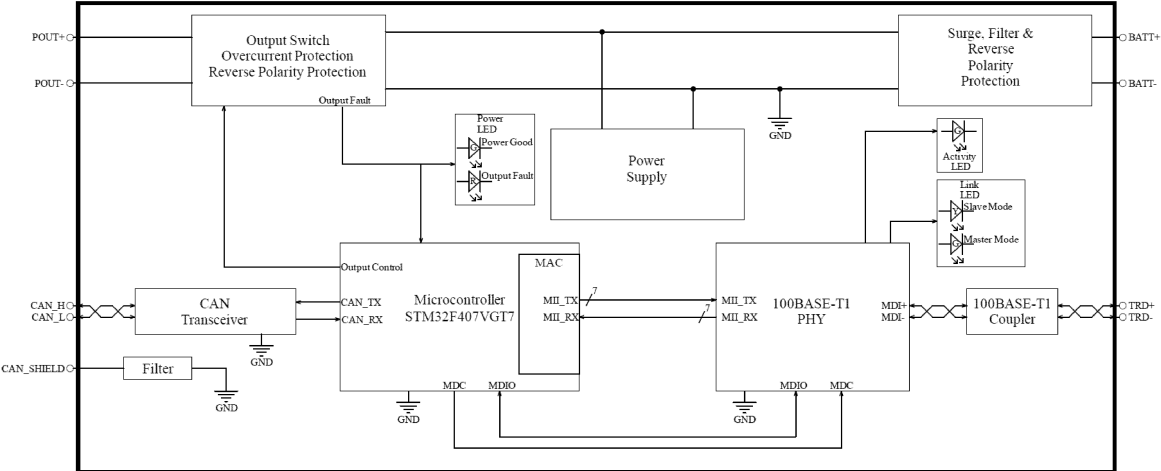 POUT+
POUT-
Output Switch
Overcurrent Protection
Reverse Polarity Protection
Output Fault
Surge, Filter &
Reverse
Polarity
Protection
BATT+
BATT-
GND
Power
LED
G
Power Good
R
Output Fault
Power
Supply
G
Activity
LED
Link
LED
Y
Slave Mode
G
Master Mode
Output Control
MAC
CAN_H
CAN_L
CAN
Transceiver
GND
CAN_TX
CAN_RX
Microcontroller
STM32F407VGT7
MII_TX
MII_RX
7
7
MII_TX
MII_RX
100BASE-T1
PHY
MDI+
MDI-
100BASE-T1
Coupler
TRD+
TRD-
CAN_SHIELD
Filter
GND
MDC
MDIO
GND
MDIO
MDC
GND